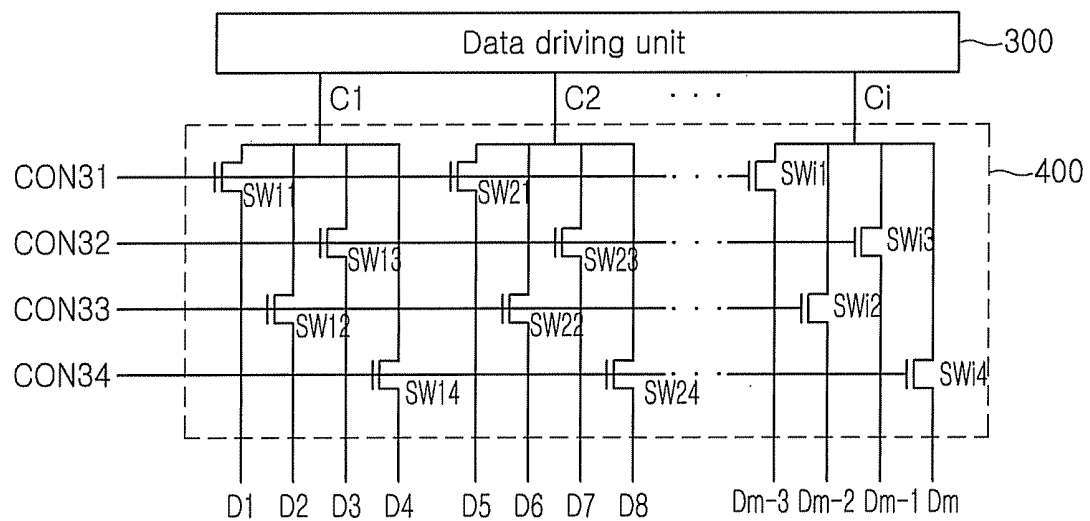 Data driving unit
300
C1 C2 · · · Ci
CON31 SW11 SW21 · · · SWi1 400
CON32 SW13 SW23 · · · SWi3
CON33 SW12 SW22 · · · SWi2
CON34 SW14 SW24 · · · SWi4
D1 D2 D3 D4 D5 D6 D7 D8 Dm-3 Dm-2 Dm-1 Dm